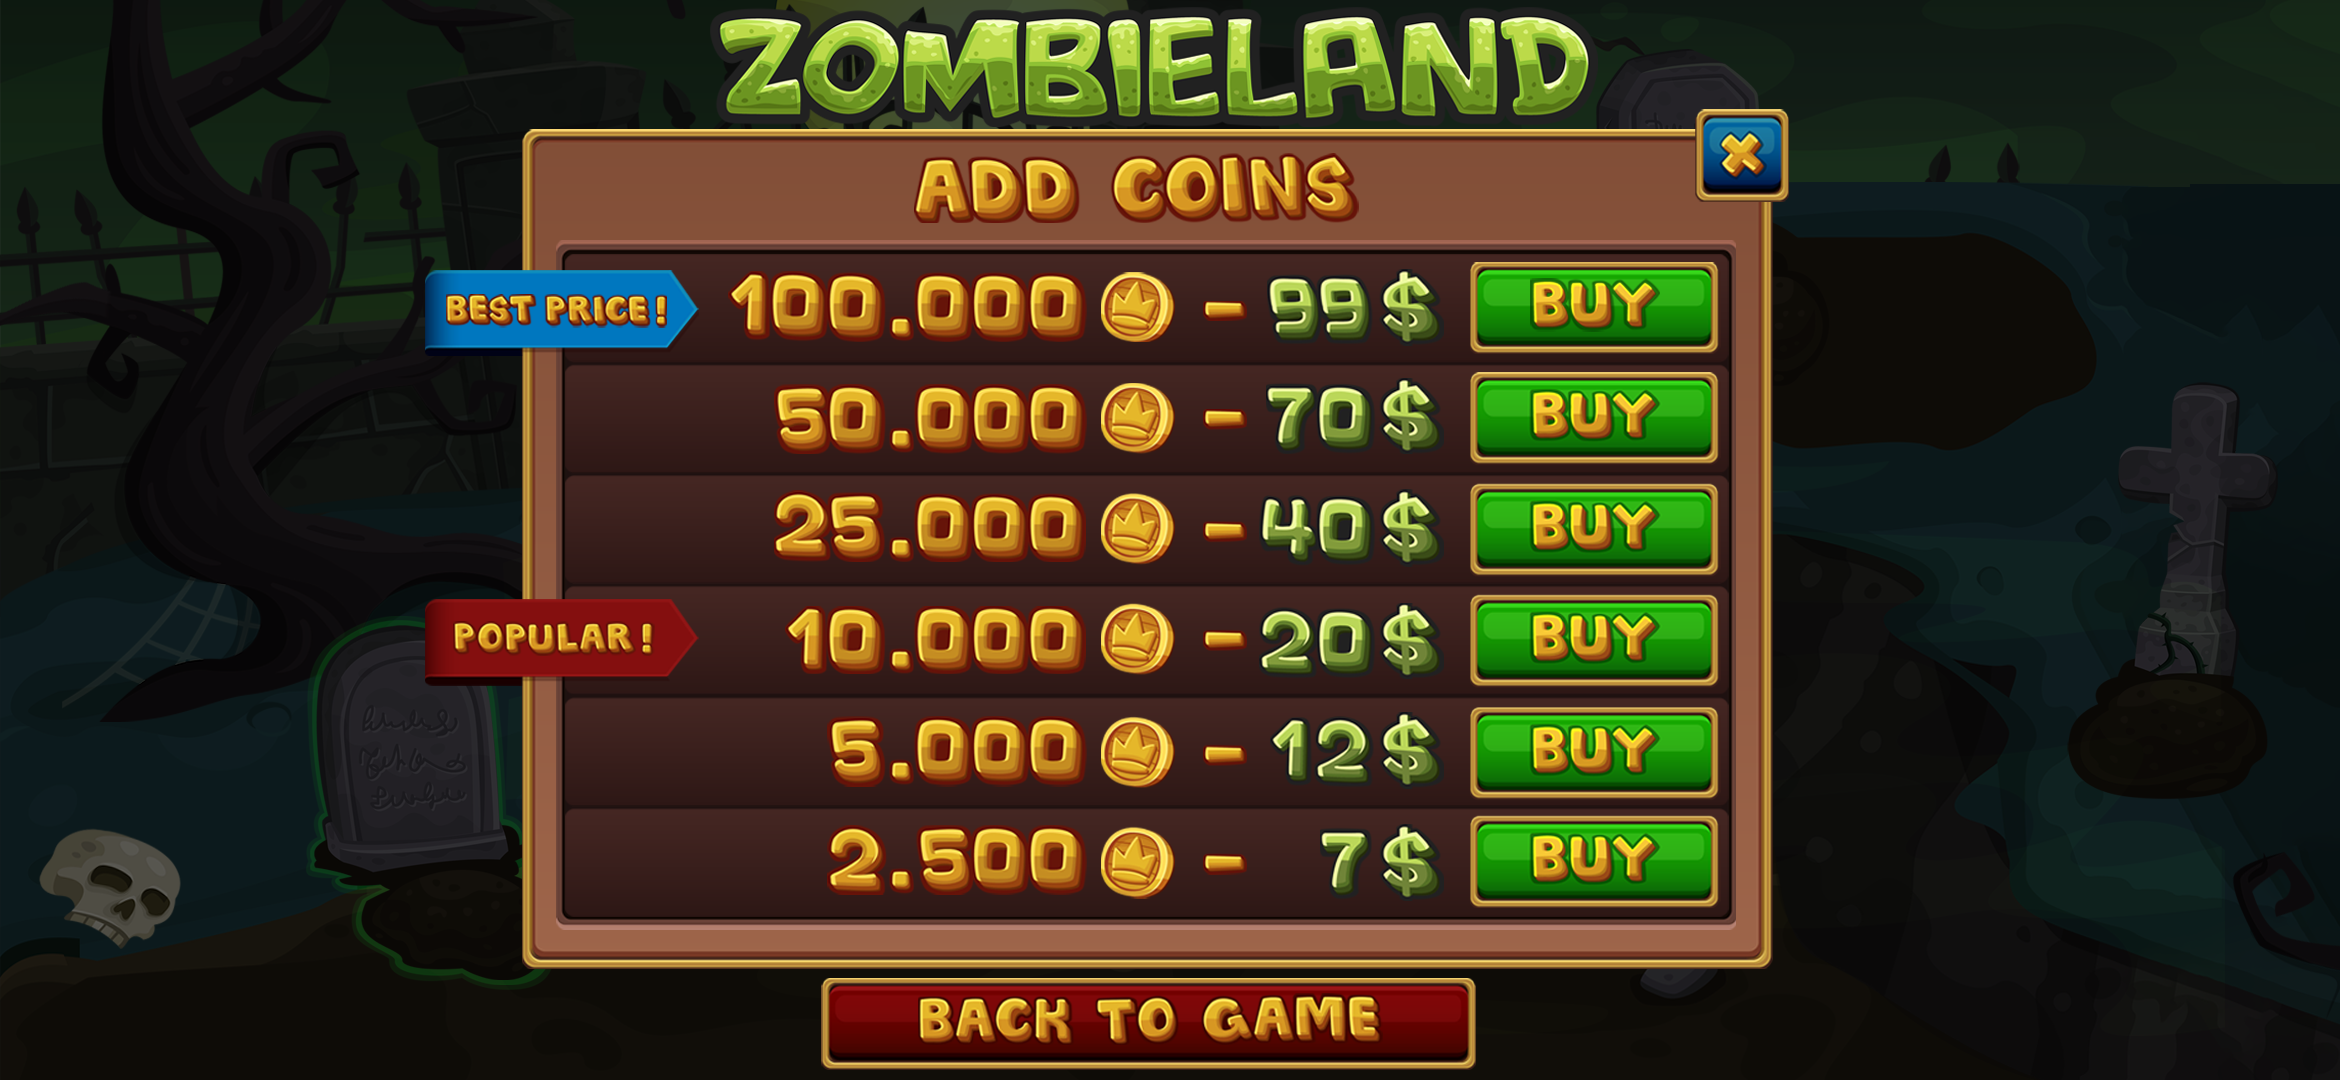 ZOMBIELAND
ADD COINS
BEST PRICE! 100.000 - 99$ BUY
50.000 - 70$ BUY
25.000 - 40$ BUY
POPULAR! 10.000 - 20$ BUY
5.000 - 12$ BUY
2.500 - 7$ BUY
BACK TO GAME